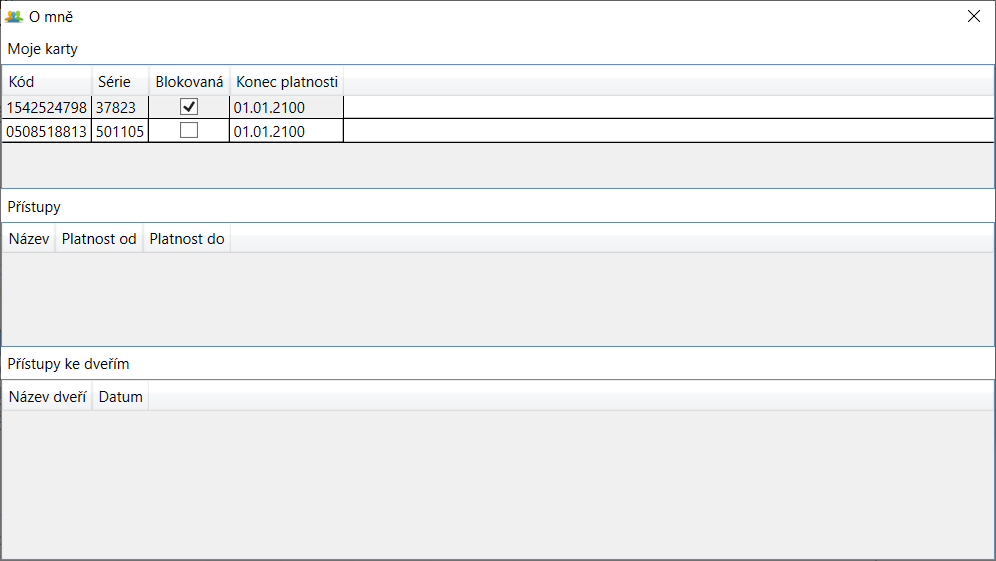 O mně
Moje karty
Kód Série Blokovaná Konec platnosti
1542524798 37823 01.01.2100
0508518813 501105 01.01.2100
Přístupy
Název Platnost od Platnost do
Přístupy ke dveřím
Název dveří Datum